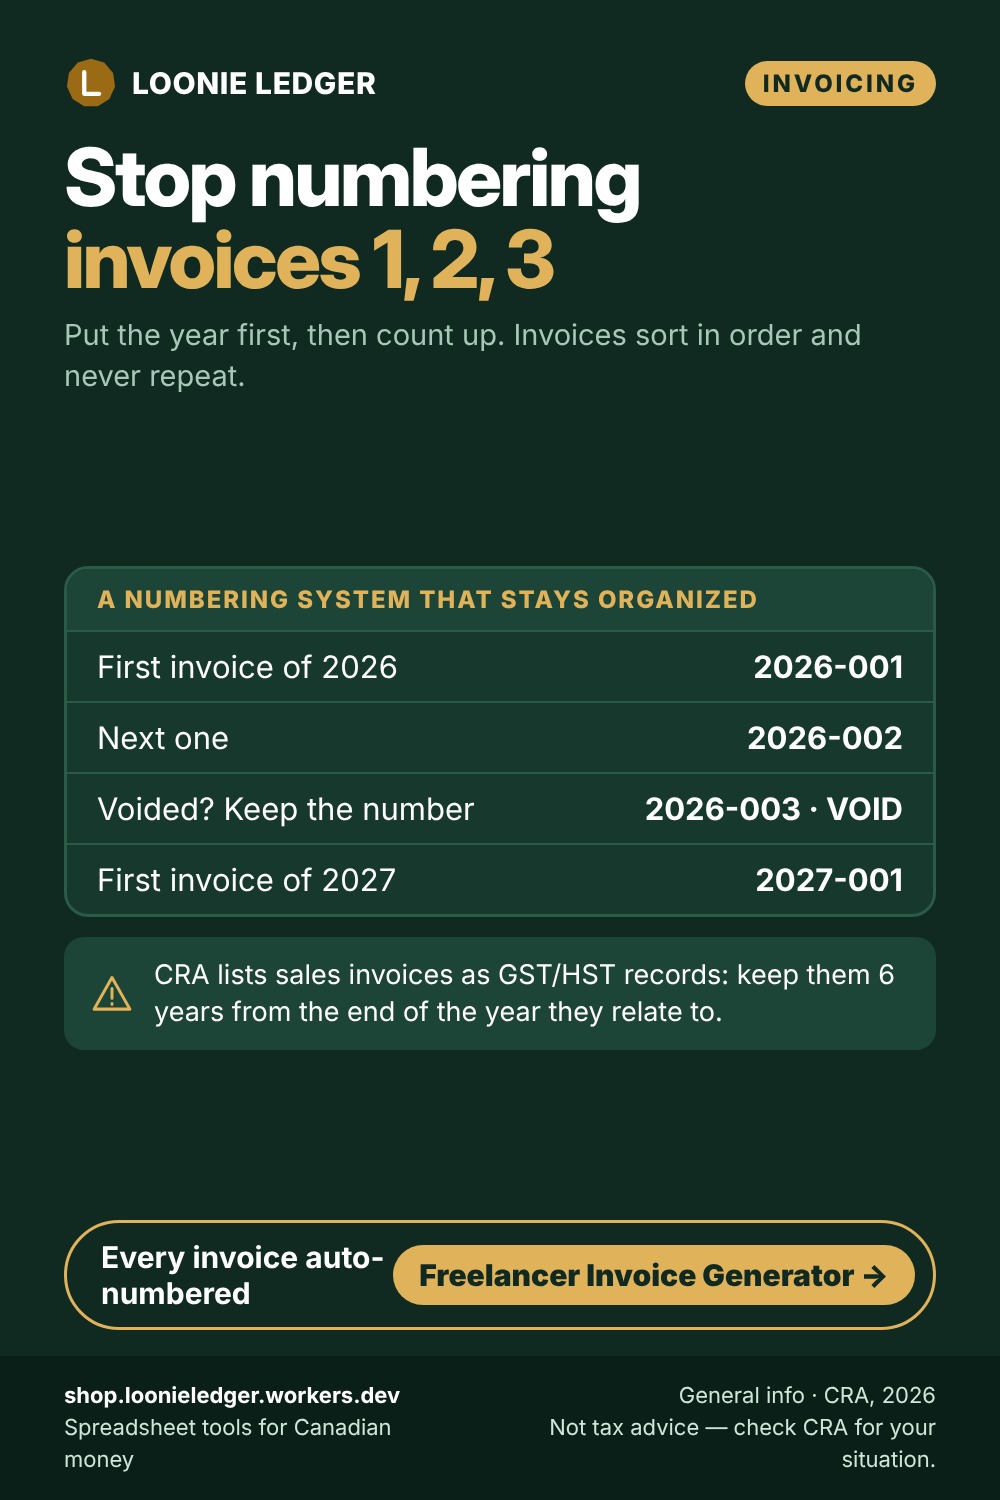 L LOONIE LEDGER
INVOICING
Stop numbering
invoices 1, 2, 3
Put the year first, then count up. Invoices sort in order and
never repeat.
A NUMBERING SYSTEM THAT STAYS ORGANIZED
First invoice of 2026 2026-001
Next one 2026-002
Voided? Keep the number 2026-003 · VOID
First invoice of 2027 2027-001
CRA lists sales invoices as GST/HST records: keep them 6
years from the end of the year they relate to.
Every invoice auto-
numbered
Freelancer Invoice Generator →
shop.loonieledger.workers.dev
Spreadsheet tools for Canadian
money
General info · CRA, 2026
Not tax advice — check CRA for your
situation.